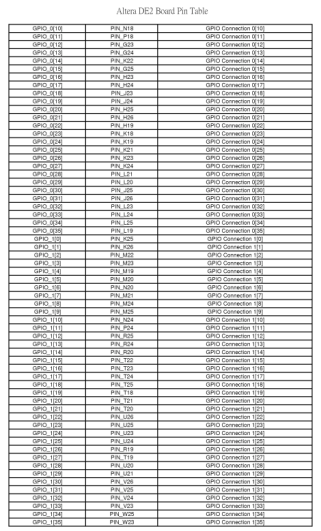 Altera DE2 Board Pin Table
GPIO_0[10] PIN_N18 GPIO Connection 0[10]
GPIO_0[11] PIN_P18 GPIO Connection 0[11]
GPIO_0[12] PIN_G23 GPIO Connection 0[12]
GPIO_0[13] PIN_G24 GPIO Connection 0[13]
GPIO_0[14] PIN_K22 GPIO Connection 0[14]
GPIO_0[15] PIN_G25 GPIO Connection 0[15]
GPIO_0[16] PIN_H23 GPIO Connection 0[16]
GPIO_0[17] PIN_H24 GPIO Connection 0[17]
GPIO_0[18] PIN_J23 GPIO Connection 0[18]
GPIO_0[19] PIN_J24 GPIO Connection 0[19]
GPIO_0[20] PIN_H25 GPIO Connection 0[20]
GPIO_0[21] PIN_H26 GPIO Connection 0[21]
GPIO_0[22] PIN_H19 GPIO Connection 0[22]
GPIO_0[23] PIN_K18 GPIO Connection 0[23]
GPIO_0[24] PIN_K19 GPIO Connection 0[24]
GPIO_0[25] PIN_K21 GPIO Connection 0[25]
GPIO_0[26] PIN_K23 GPIO Connection 0[26]
GPIO_0[27] PIN_K24 GPIO Connection 0[27]
GPIO_0[28] PIN_L21 GPIO Connection 0[28]
GPIO_0[29] PIN_L20 GPIO Connection 0[29]
GPIO_0[30] PIN_J25 GPIO Connection 0[30]
GPIO_0[31] PIN_J26 GPIO Connection 0[31]
GPIO_0[32] PIN_L23 GPIO Connection 0[32]
GPIO_0[33] PIN_L24 GPIO Connection 0[33]
GPIO_0[34] PIN_L25 GPIO Connection 0[34]
GPIO_0[35] PIN_L19 GPIO Connection 0[35]
GPIO_1[0] PIN_K25 GPIO Connection 1[0]
GPIO_1[1] PIN_K26 GPIO Connection 1[1]
GPIO_1[2] PIN_M22 GPIO Connection 1[2]
GPIO_1[3] PIN_M23 GPIO Connection 1[3]
GPIO_1[4] PIN_M19 GPIO Connection 1[4]
GPIO_1[5] PIN_M20 GPIO Connection 1[5]
GPIO_1[6] PIN_N20 GPIO Connection 1[6]
GPIO_1[7] PIN_M21 GPIO Connection 1[7]
GPIO_1[8] PIN_M24 GPIO Connection 1[8]
GPIO_1[9] PIN_M25 GPIO Connection 1[9]
GPIO_1[10] PIN_N24 GPIO Connection 1[10]
GPIO_1[11] PIN_P24 GPIO Connection 1[11]
GPIO_1[12] PIN_R25 GPIO Connection 1[12]
GPIO_1[13] PIN_R24 GPIO Connection 1[13]
GPIO_1[14] PIN_R20 GPIO Connection 1[14]
GPIO_1[15] PIN_T22 GPIO Connection 1[15]
GPIO_1[16] PIN_T23 GPIO Connection 1[16]
GPIO_1[17] PIN_T24 GPIO Connection 1[17]
GPIO_1[18] PIN_T25 GPIO Connection 1[18]
GPIO_1[19] PIN_T18 GPIO Connection 1[19]
GPIO_1[20] PIN_T21 GPIO Connection 1[20]
GPIO_1[21] PIN_T20 GPIO Connection 1[21]
GPIO_1[22] PIN_U26 GPIO Connection 1[22]
GPIO_1[23] PIN_U25 GPIO Connection 1[23]
GPIO_1[24] PIN_U23 GPIO Connection 1[24]
GPIO_1[25] PIN_U24 GPIO Connection 1[25]
GPIO_1[26] PIN_R19 GPIO Connection 1[26]
GPIO_1[27] PIN_T19 GPIO Connection 1[27]
GPIO_1[28] PIN_U20 GPIO Connection 1[28]
GPIO_1[29] PIN_U21 GPIO Connection 1[29]
GPIO_1[30] PIN_V26 GPIO Connection 1[30]
GPIO_1[31] PIN_V25 GPIO Connection 1[31]
GPIO_1[32] PIN_V24 GPIO Connection 1[32]
GPIO_1[33] PIN_V23 GPIO Connection 1[33]
GPIO_1[34] PIN_W25 GPIO Connection 1[34]
GPIO_1[35] PIN_W23 GPIO Connection 1[35]